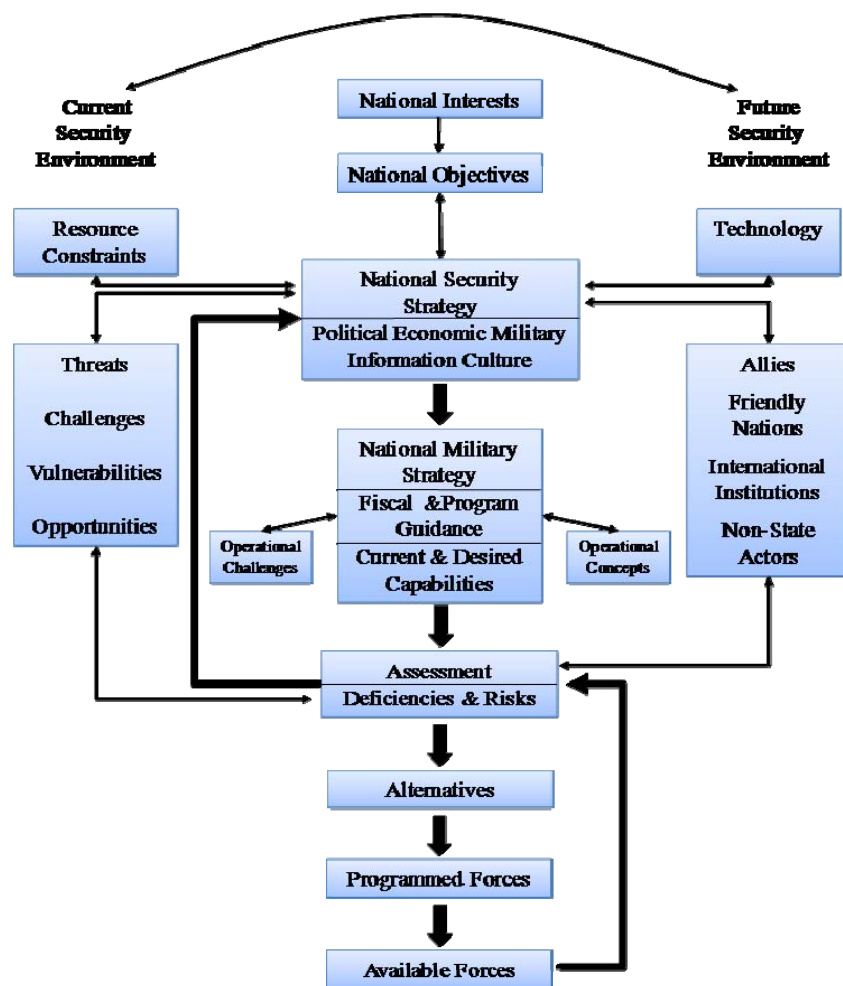 Current
Security
Environment
National Interests
Future
Security
Environment
National Objectives
Resource
Constraints
Technology
National Security
Strategy
Political Economic Military
Information Culture
Threats
Challenges
Vulnerabilities
Opportunities
Allies
Friendly
Nations
International
Institutions
Non-State
Actors
National Military
Strategy
Fiscal &Program
Guidance
Current & Desired
Capabilities
Operational
Challenges
Operational
Concepts
Assessment
Deficiencies & Risks
Alternatives
Programmed Forces
Available Forces